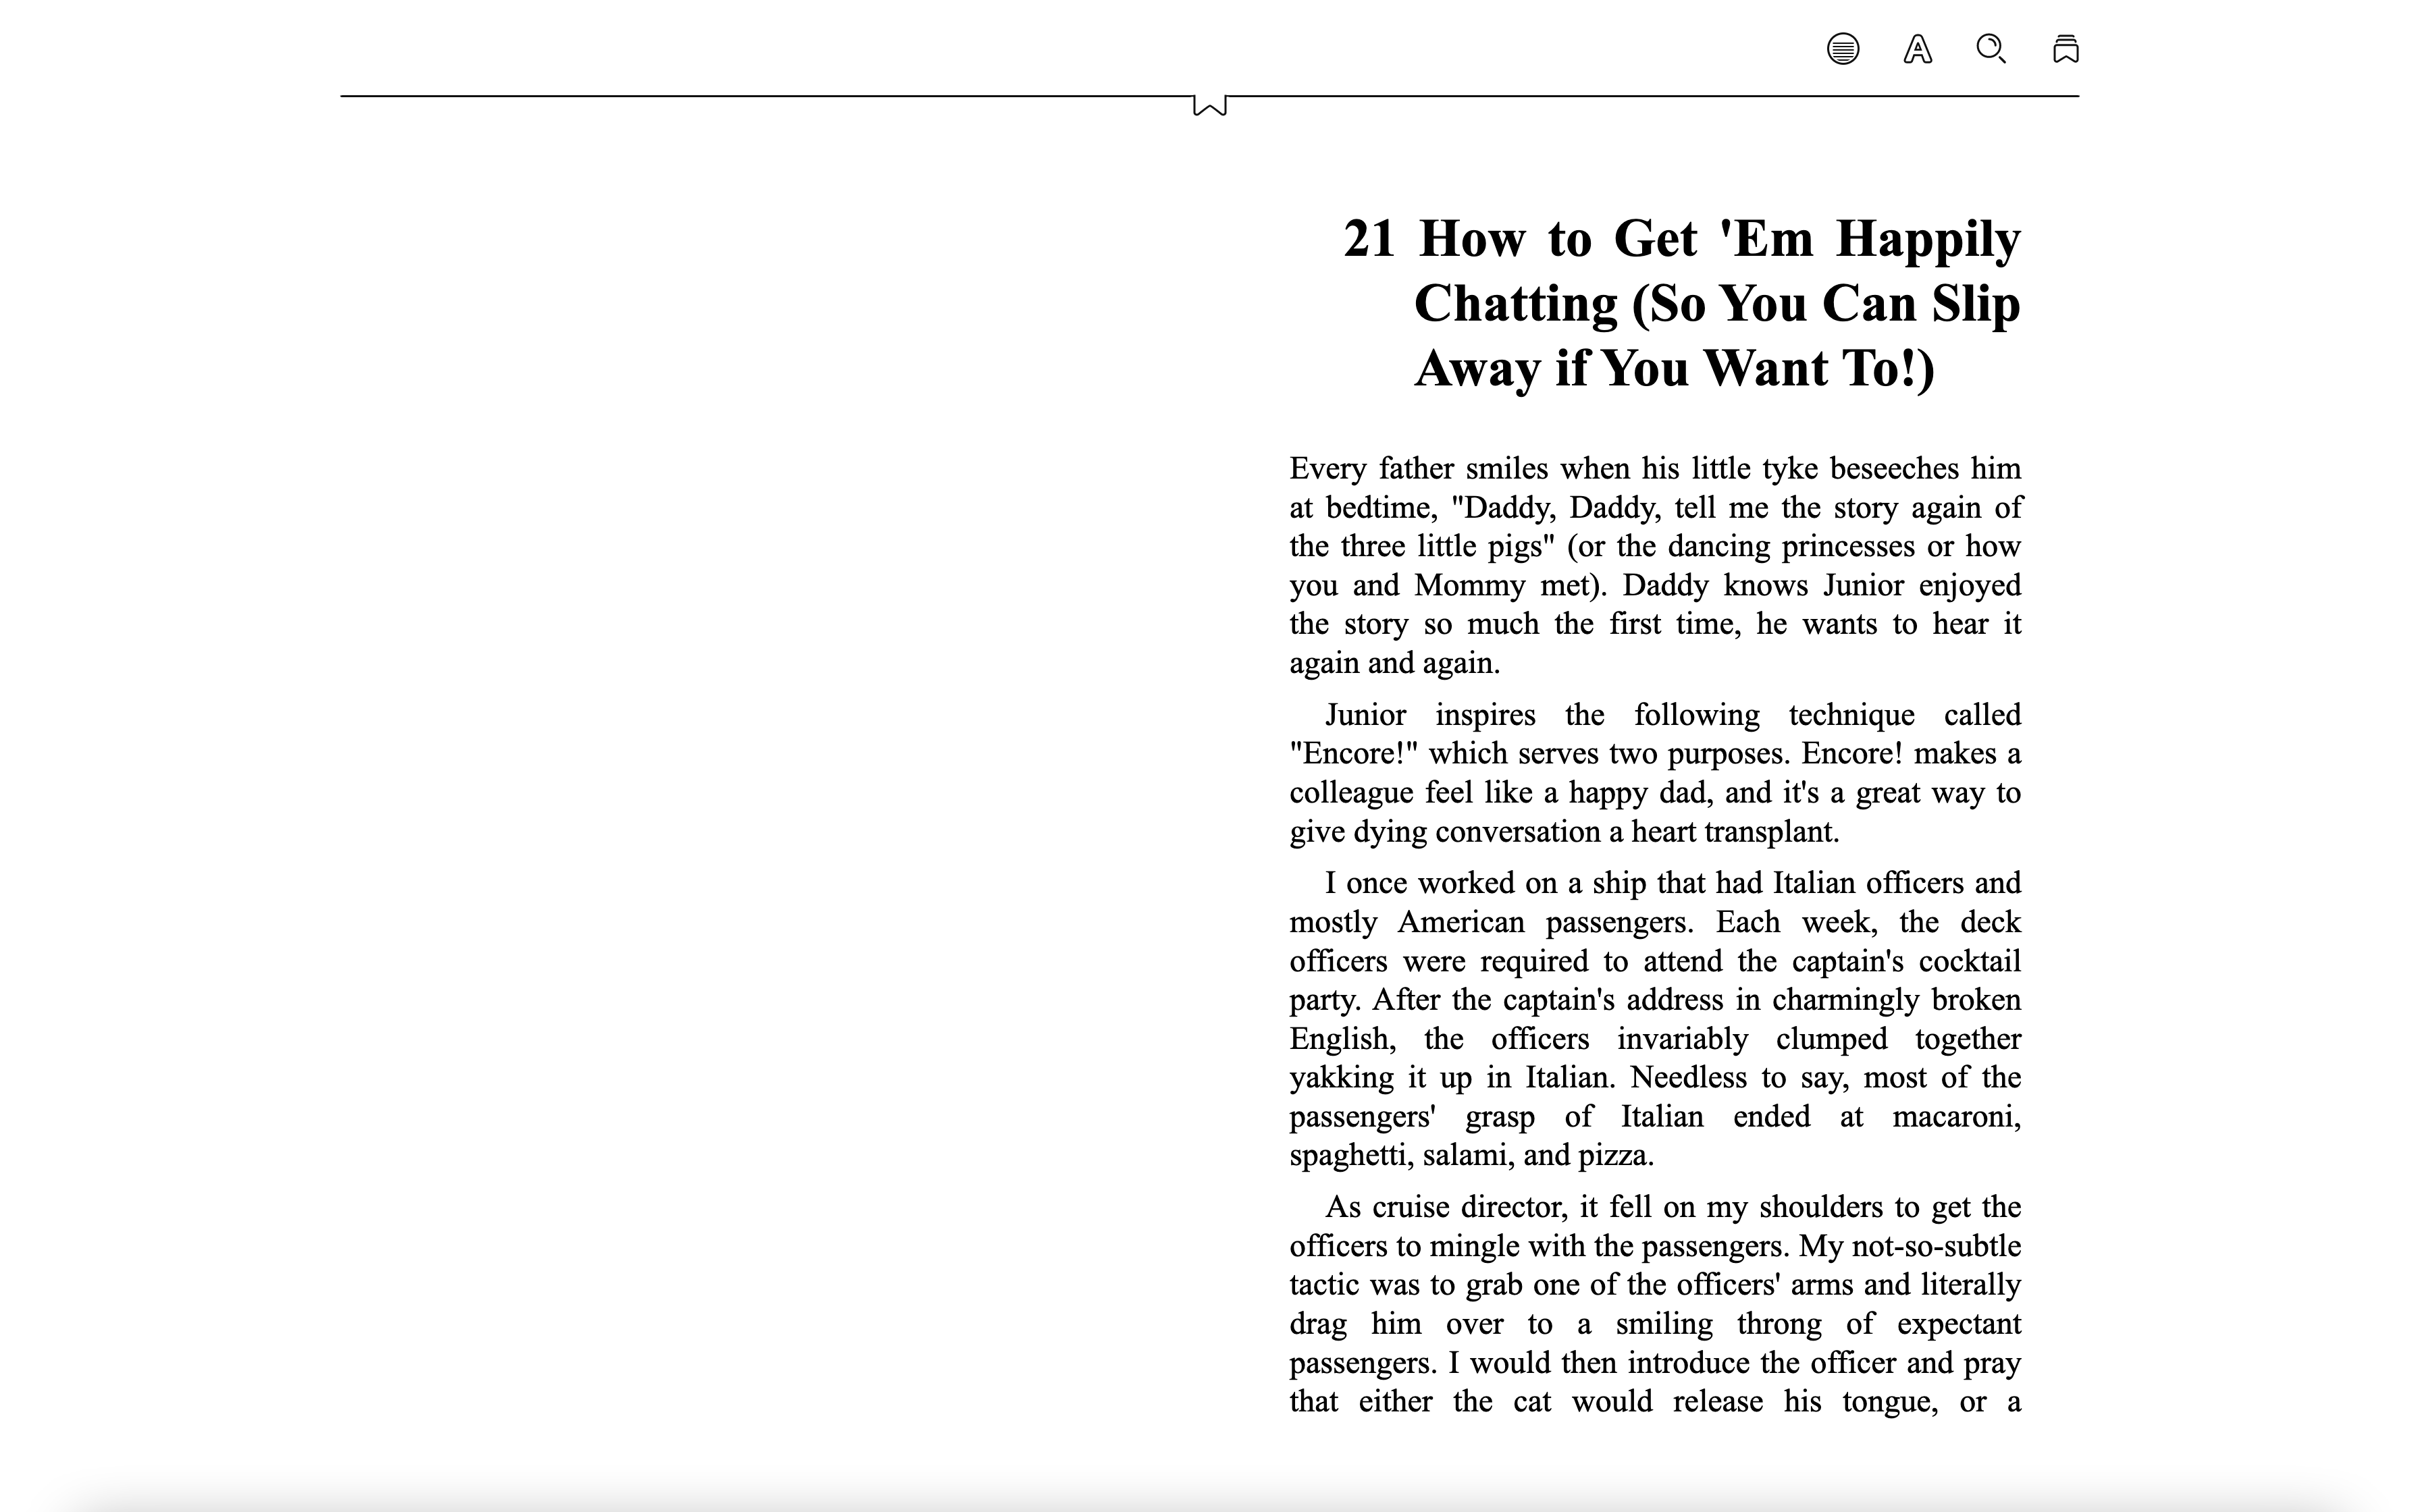 21 How to Get 'Em Happily
Chatting (So You Can Slip
Away if You Want To!)
Every father smiles when his little tyke beseeches him
at bedtime, "Daddy, Daddy, tell me the story again of
the three little pigs" (or the dancing princesses or how
you and Mommy met). Daddy knows Junior enjoyed
the story so much the first time, he wants to hear it
again and again.
Junior inspires the following technique called
"Encore!" which serves two purposes. Encore! makes a
colleague feel like a happy dad, and it's a great way to
give dying conversation a heart transplant.
I once worked on a ship that had Italian officers and
mostly American passengers. Each week, the deck
officers were required to attend the captain's cocktail
party. After the captain's address in charmingly broken
English, the officers invariably clumped together
yakking it up in Italian. Needless to say, most of the
passengers' grasp of Italian ended at macaroni,
spaghetti, salami, and pizza.
As cruise director, it fell on my shoulders to get the
officers to mingle with the passengers. My not-so-subtle
tactic was to grab one of the officers' arms and literally
drag him over to a smiling throng of expectant
passengers. I would then introduce the officer and pray
that either the cat would release his tongue, or a